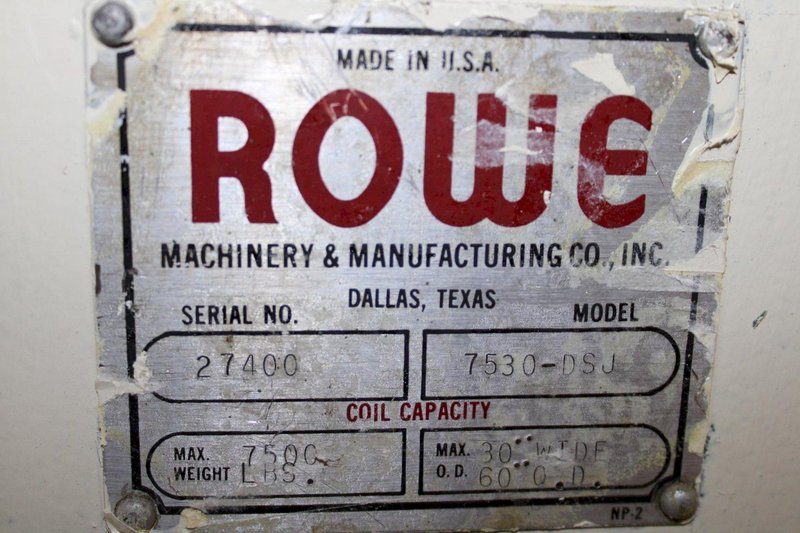 MADE IN U.S.A.
ROWE
MACHINERY & MANUFACTURING CO., INC.
DALLAS, TEXAS
SERIAL NO. MODEL
27400 7530-DSJ
COIL CAPACITY
MAX. WEIGHT 7500 LBS.
MAX. O.D. 30" WIDE 60" O.D.
NP-2